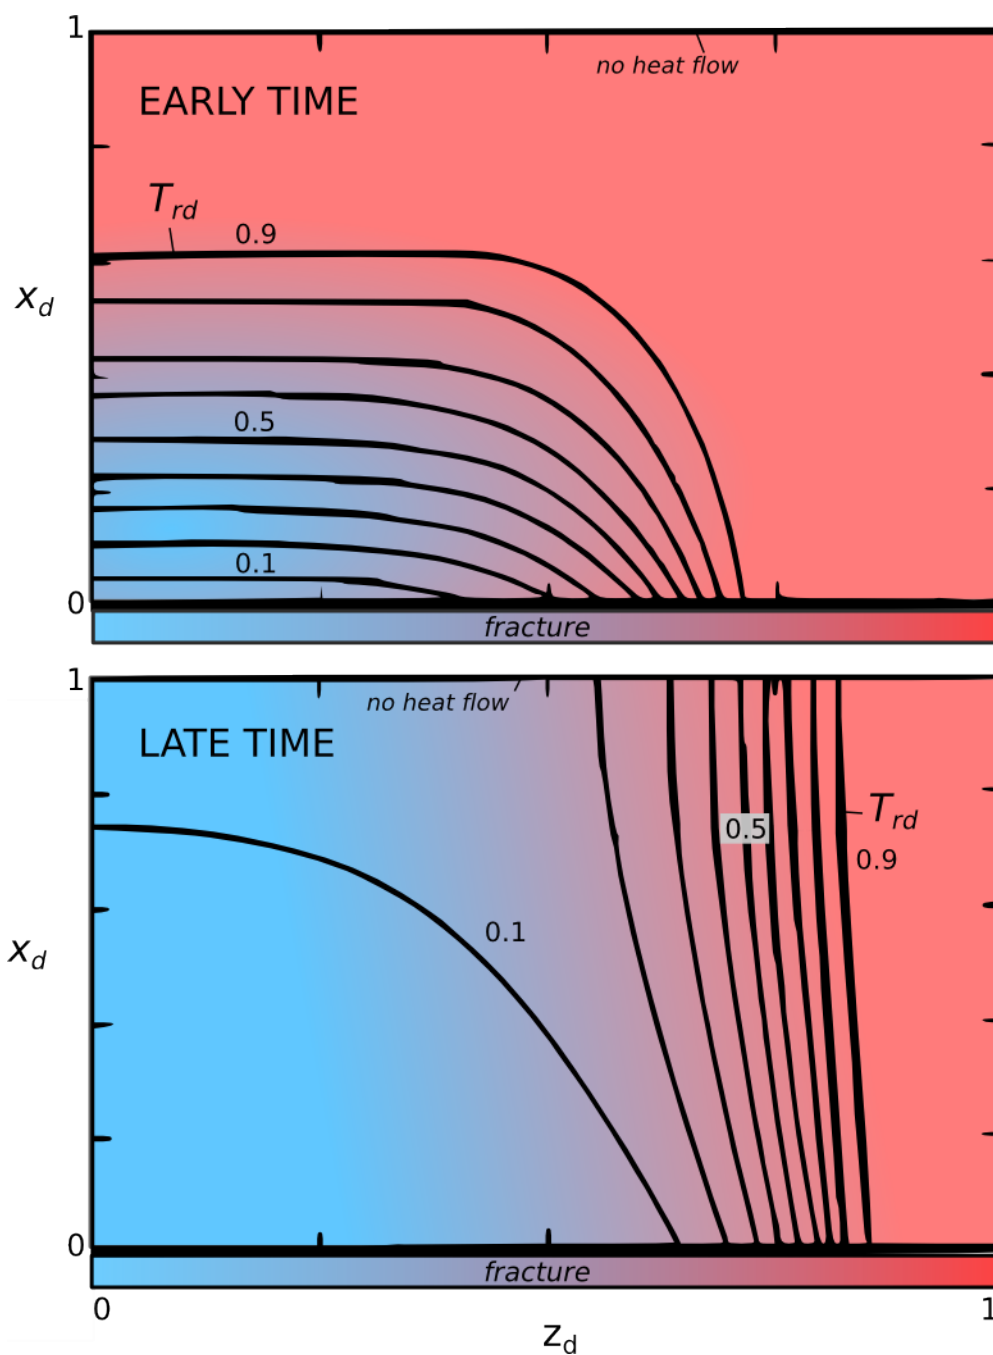 1
no heat flow
EARLY TIME
T_rd
0.9
x_d
0.5
0.1
0
fracture
1
no heat flow
LATE TIME
T_rd
0.5
0.9
0.1
x_d
0
fracture
0 1
z_d